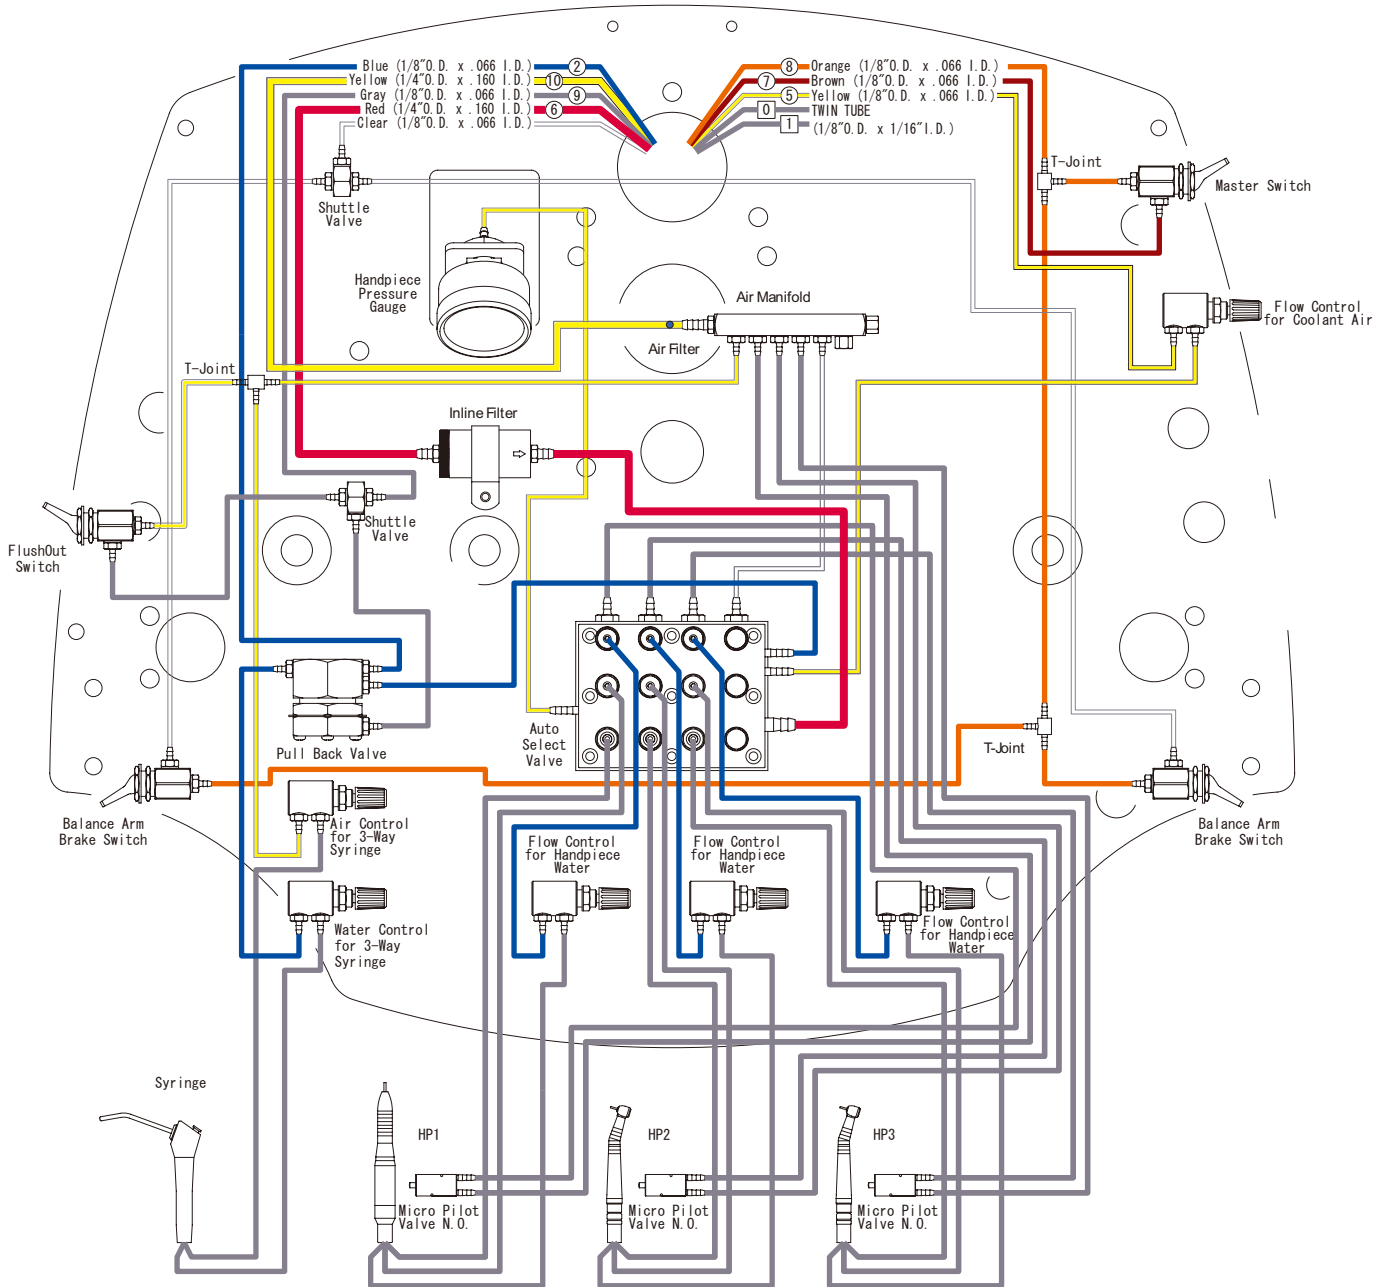 Blue (1/8"O.D. x .066 I.D.) 2
Yellow (1/4"O.D. x .160 I.D.) 10
Gray (1/8"O.D. x .066 I.D.) 9
Red (1/4"O.D. x .160 I.D.) 6
Clear (1/8"O.D. x .066 I.D.)
8 Orange (1/8"O.D. x .066 I.D.)
7 Brown (1/8"O.D. x .066 I.D.)
5 Yellow (1/8"O.D. x .066 I.D.)
0 TWIN TUBE
1 (1/8"O.D. x 1/16"I.D.)
T-Joint
Master Switch
Shuttle
Valve
Handpiece
Pressure
Gauge
Air Manifold
Flow Control
for Coolant Air
Air Filter
T-Joint
Inline Filter
Shuttle
Valve
FlushOut
Switch
Pull Back Valve
Auto
Select
Valve
T-Joint
Balance Arm
Brake Switch
Air Control
for 3-Way
Syringe
Balance Arm
Brake Switch
Flow Control
for Handpiece
Water
Flow Control
for Handpiece
Water
Water Control
for 3-Way
Syringe
Flow Control
for Handpiece
Water
Syringe
HP1
HP2
HP3
Micro Pilot
Valve N.O.
Micro Pilot
Valve N.O.
Micro Pilot
Valve N.O.